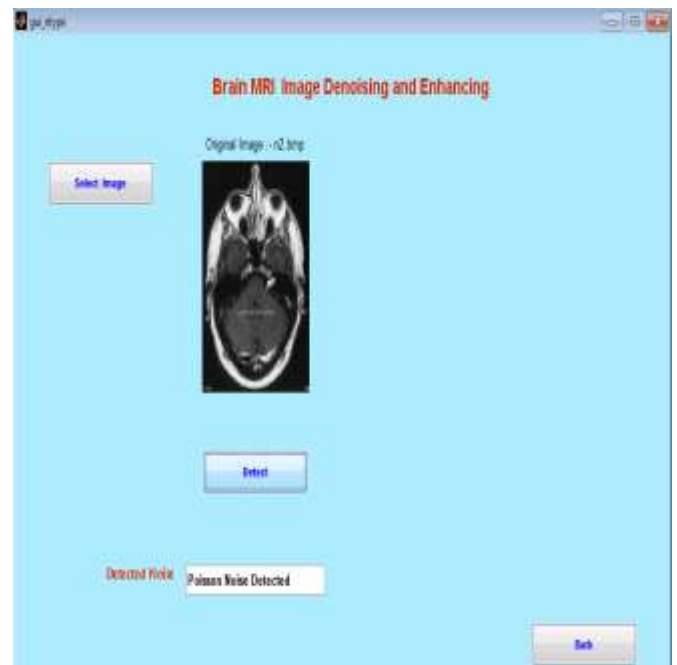 gui_ntype
Brain MRI Image Denoising and Enhancing
Original Image - n2.bmp
Select Image
Detect
Detected Noise
Poisson Noise Detected
Back